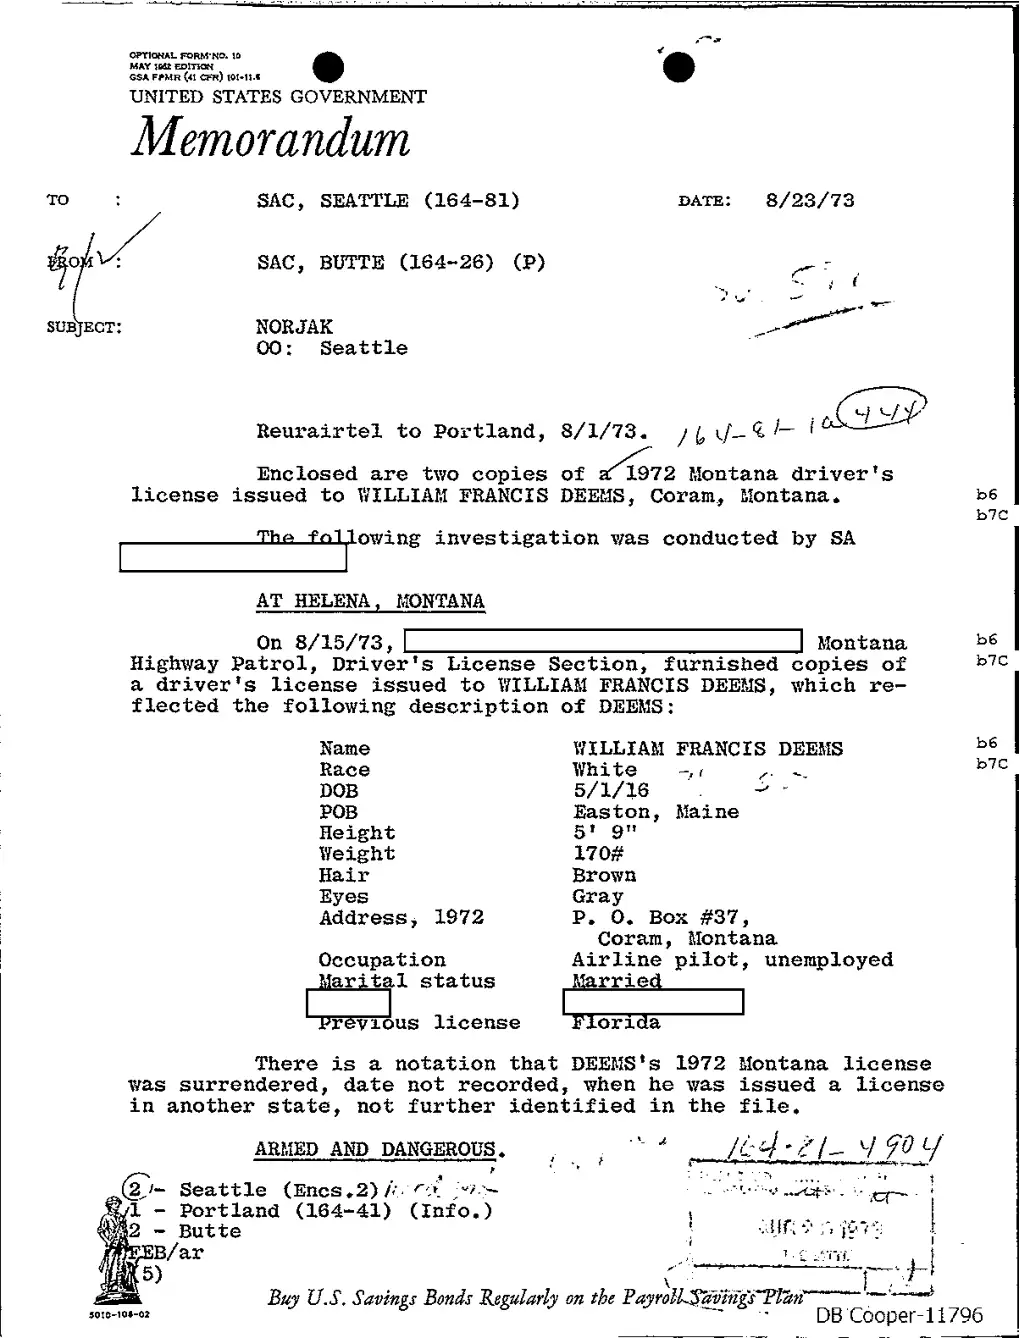 OPTIONAL FORM NO. 10
MAY 1962 EDITION
GSA FPMR (41 CFR) 101-11.6
UNITED STATES GOVERNMENT
Memorandum
TO : SAC, SEATTLE (164-81) DATE: 8/23/73
FROM : SAC, BUTTE (164-26) (P)
SUBJECT: NORJAK
OO: Seattle
Reurairtel to Portland, 8/1/73. 164-81-10 444
Enclosed are two copies of a 1972 Montana driver's
license issued to WILLIAM FRANCIS DEEMS, Coram, Montana. b6
b7C
The following investigation was conducted by SA
AT HELENA, MONTANA
On 8/15/73, Montana b6
Highway Patrol, Driver's License Section, furnished copies of b7C
a driver's license issued to WILLIAM FRANCIS DEEMS, which re-
flected the following description of DEEMS:
Name WILLIAM FRANCIS DEEMS b6
Race White b7C
DOB 5/1/16
POB Easton, Maine
Height 5' 9"
Weight 170#
Hair Brown
Eyes Gray
Address, 1972 P. O. Box #37,
Coram, Montana
Occupation Airline pilot, unemployed
Marital status Married
Previous license Florida
There is a notation that DEEMS's 1972 Montana license
was surrendered, date not recorded, when he was issued a license
in another state, not further identified in the file.
ARMED AND DANGEROUS. 164-81-4904
2 - Seattle (Encs.2)
1 - Portland (164-41) (Info.)
2 - Butte
FEB/ar
(5)
Buy U.S. Savings Bonds Regularly on the Payroll Savings Plan
5010-108-02
DB Cooper-11796